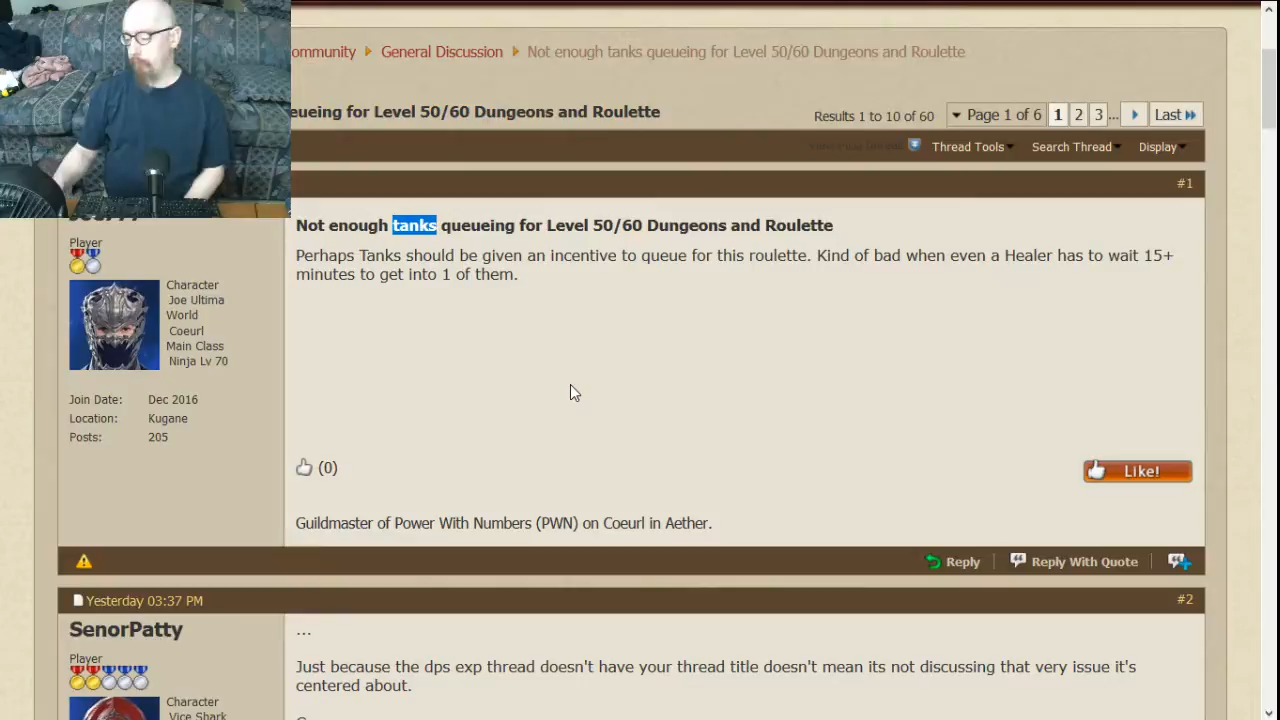 ommunity General Discussion Not enough tanks queueing for Level 50/60 Dungeons and Roulette
eueing for Level 50/60 Dungeons and Roulette
Results 1 to 10 of 60 Page 1 of 6 1 2 3 ... Last
Thread Tools Search Thread Display
#1
Not enough tanks queueing for Level 50/60 Dungeons and Roulette
Player
Perhaps Tanks should be given an incentive to queue for this roulette. Kind of bad when even a Healer has to wait 15+
minutes to get into 1 of them.
Character
Joe Ultima
World
Coeurl
Main Class
Ninja Lv 70
Join Date: Dec 2016
Location: Kugane
Posts: 205
(0)
Like!
Guildmaster of Power With Numbers (PWN) on Coeurl in Aether.
Reply Reply With Quote
Yesterday 03:37 PM #2
SenorPatty
...
Player
Just because the dps exp thread doesn't have your thread title doesn't mean its not discussing that very issue it's
centered about.
Character
Vice Shark